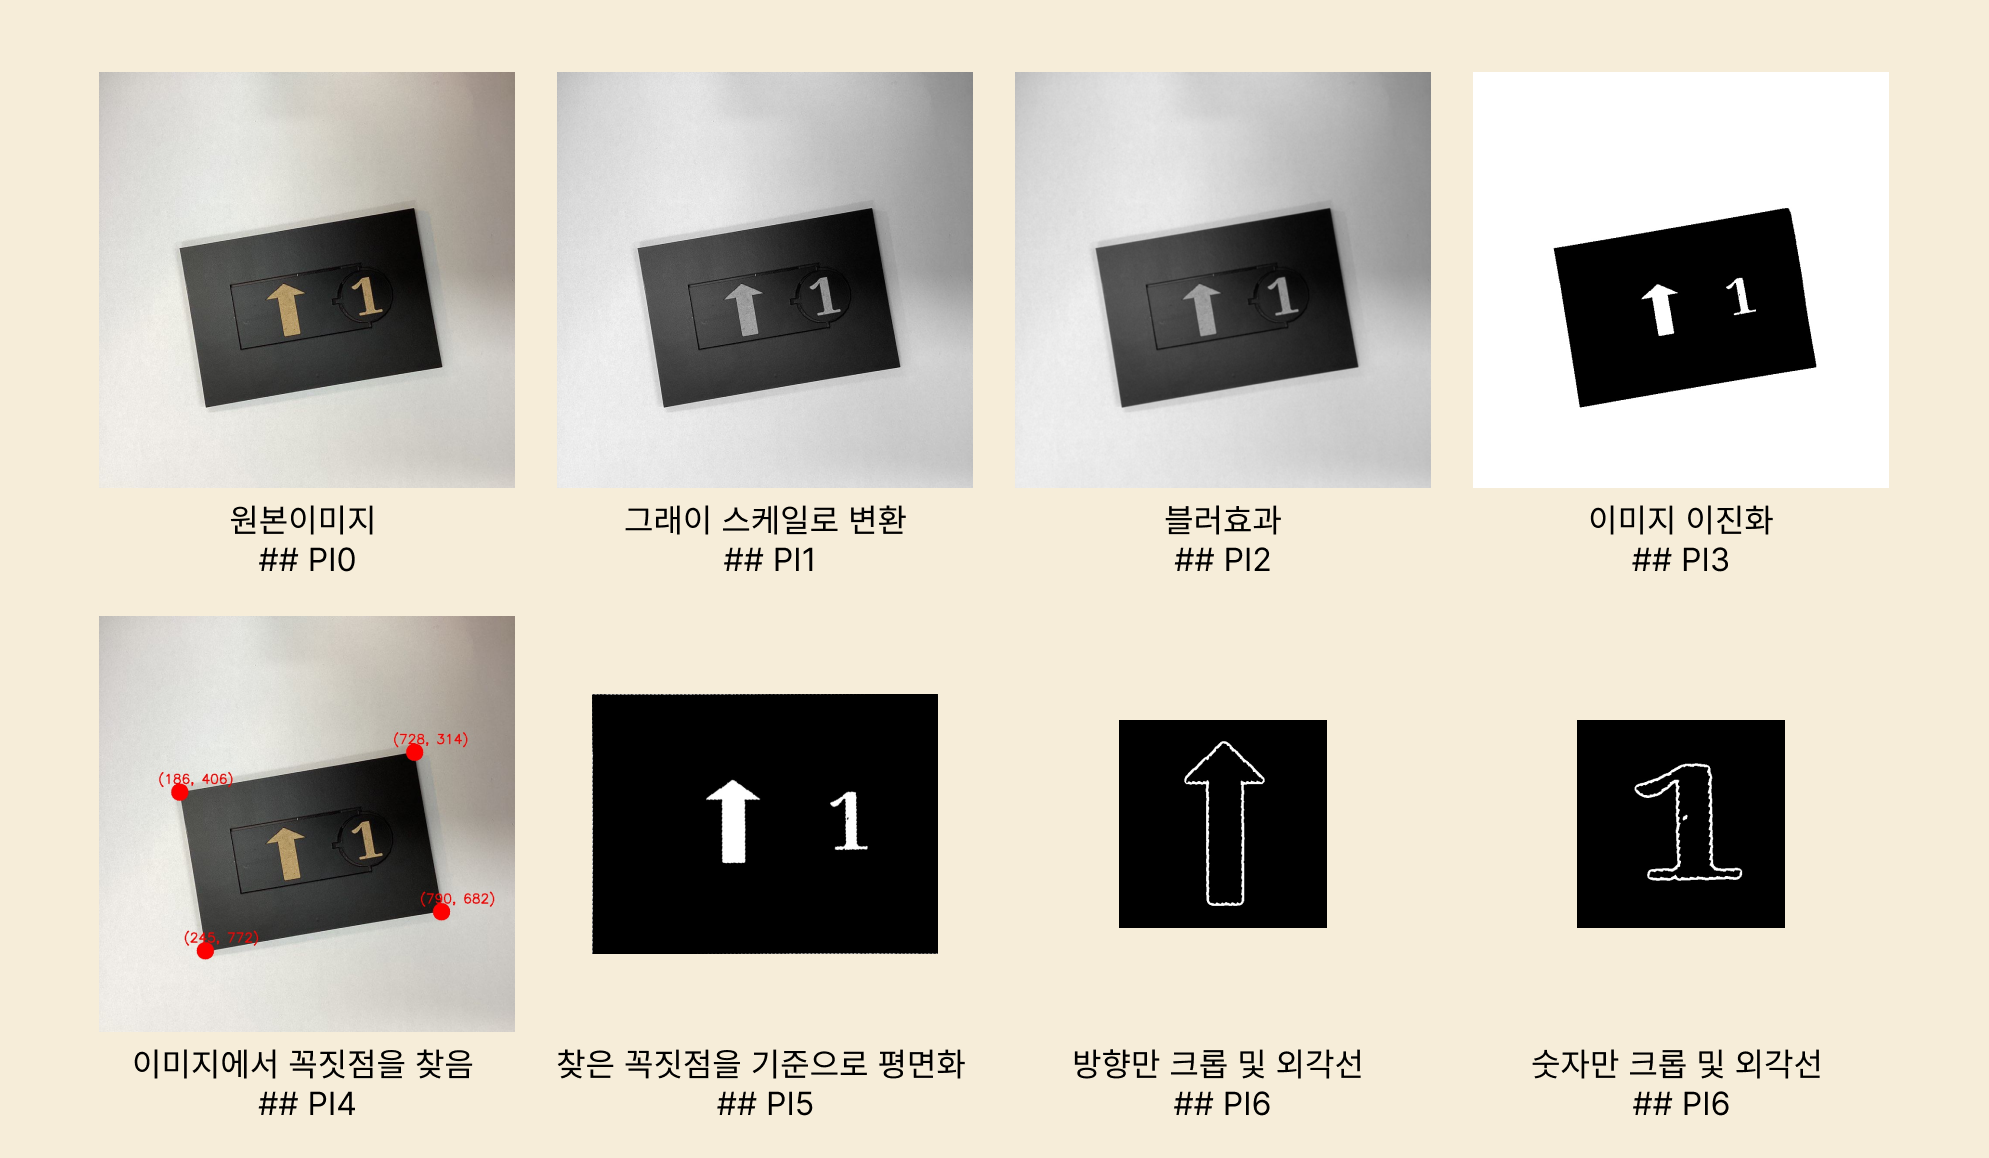 1
1
1
1
원본이미지
## PI0
그래이 스케일로 변환
## PI1
블러효과
## PI2
이미지 이진화
## PI3
(728, 314)
(186, 406)
1
(790, 682)
(245, 772)
1
1
이미지에서 꼭짓점을 찾음
## PI4
찾은 꼭짓점을 기준으로 평면화
## PI5
방향만 크롭 및 외각선
## PI6
숫자만 크롭 및 외각선
## PI6